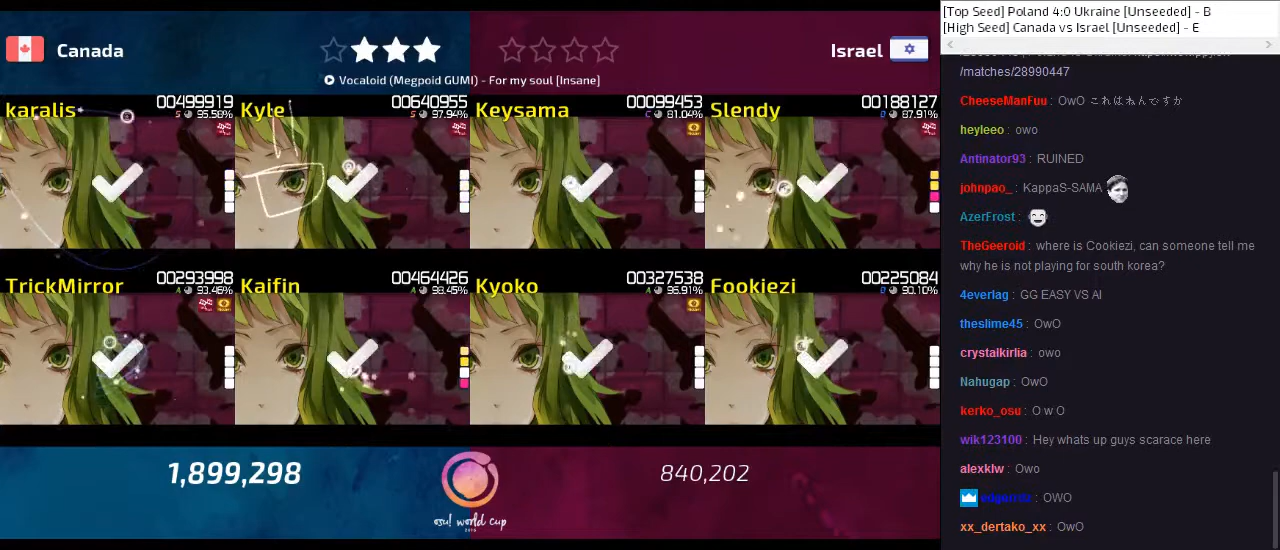 Canada
Israel
Vocaloid (Megpoid GUMI) - For my soul [Insane]
karalis 00499919
S 95.58%
Kyle 00640955
S 97.94%
Keysama 00099453
C 81.04%
Slendy 00188127
B 87.91%
TrickMirror 00293998
A 93.46%
Kaifin 00464426
A 98.45%
Kyoko 00327538
A 96.91%
Fookiezi 00225084
90.10%
1,899,298
840,202
osu! world cup
[Top Seed] Poland 4:0 Ukraine [Unseeded] - B
[High Seed] Canada vs Israel [Unseeded] - E
/matches/28990447
CheeseManFuu : OwO これはねんですか
heyleeo : owo
Antinator93 : RUINED
johnpao_ : KappaS-SAMA
AzerFrost :
TheGeeroid : where is Cookiezi, can someone tell me
why he is not playing for south korea?
4everlag : GG EASY VS AI
theslime45 : OwO
crystalkirlia : owo
Nahugap : OwO
kerko_osu : O w O
wik123100 : Hey whats up guys scarace here
alexklw : Owo
: OWO
xx_dertako_xx : OwO